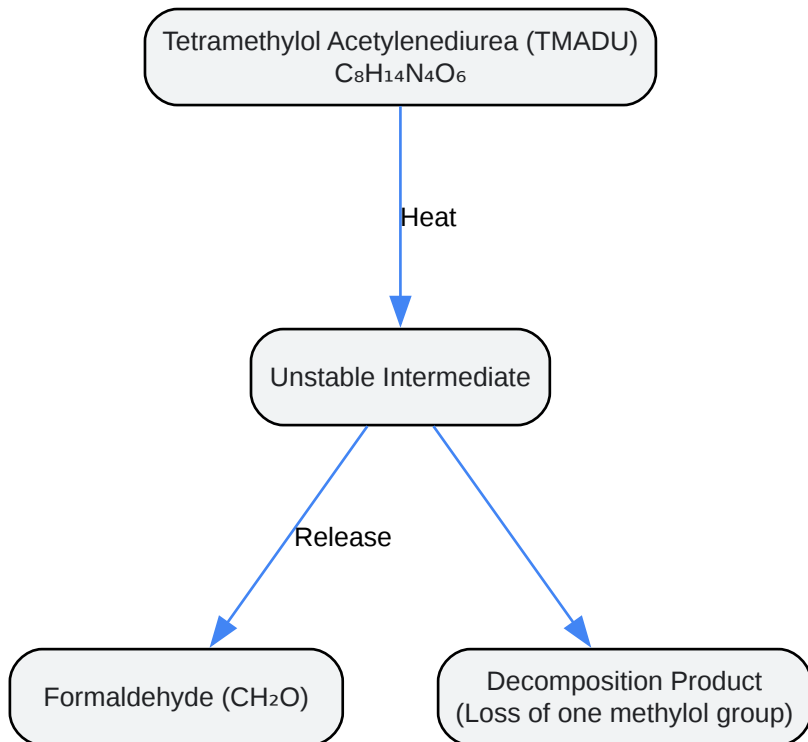 Tetramethylol Acetylenediurea (TMADU)
C₈H₁₄N₄O₆
Heat
Unstable Intermediate
Release
Formaldehyde (CH₂O)
Decomposition Product
(Loss of one methylol group)